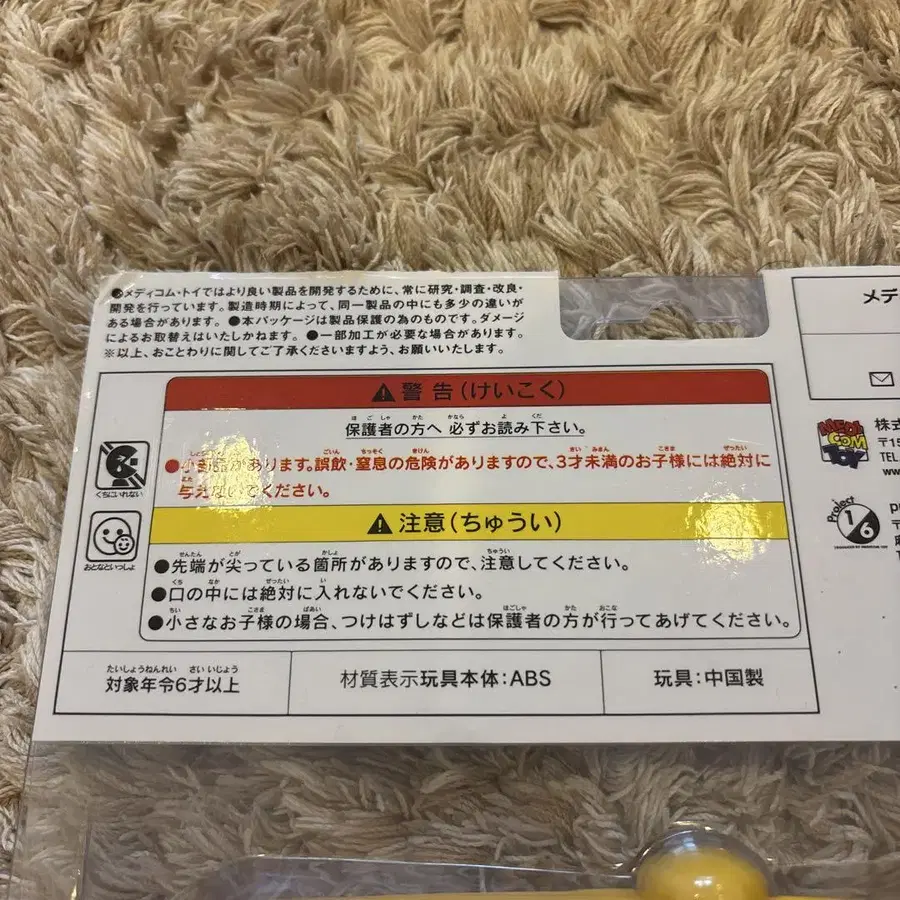 ●メディコム・トイではより良い製品を開発するために、常に研究・調査・改良・
開発を行っています。製造時期によって、同一製品の中にも多少の違いが
ある場合があります。 ●本パッケージは製品保護の為のものです。ダメージ
によるお取替えはいたしかねます。 ●一部加工が必要な場合があります。
※以上、おことわりに関してご了承くださいますよう、お願いいたします。
警告(けいこく)
保護者の方へ 必ずお読み下さい。
●小部品があります。誤飲・窒息の危険がありますので、3才未満のお子様には絶対に
与えないでください。
くちにいれない
注意(ちゅうい)
おとなといっしょ
●先端が尖っている箇所がありますので、注意してください。
●口の中には絶対に入れないでください。
●小さなお子様の場合、つけはずしなどは保護者の方が行ってあげてください。
対象年令6才以上
材質表示玩具本体:ABS
玩具:中国製
メデ
MEDI
COM
TOY
株式
〒15
TEL.
ww
Project
1/6